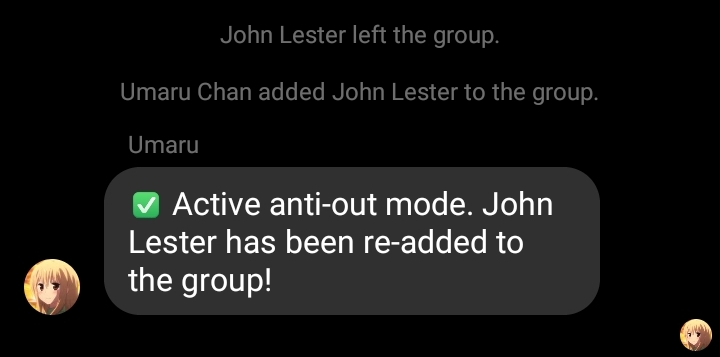 John Lester left the group.
Umaru Chan added John Lester to the group.
Umaru
✅ Active anti-out mode. John
Lester has been re-added to
the group!